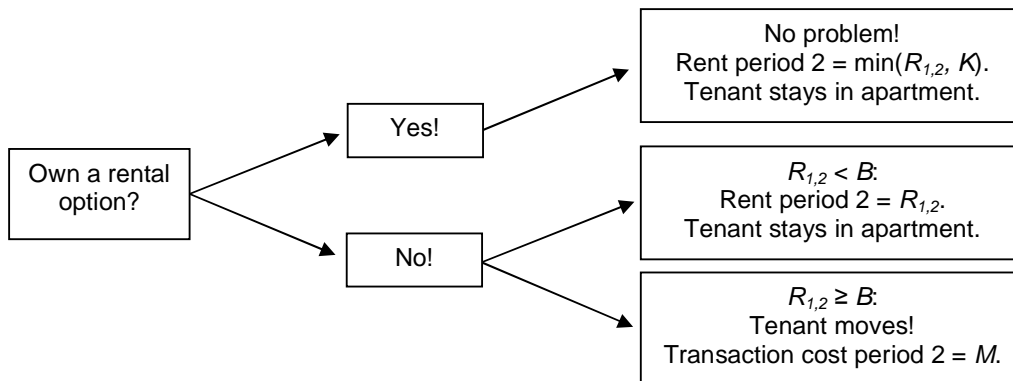 Own a rental
option?
Yes!
No!
No problem!
Rent period 2 = min(R1,2, K).
Tenant stays in apartment.
R1,2 < B:
Rent period 2 = R1,2.
Tenant stays in apartment.
R1,2 ≥ B:
Tenant moves!
Transaction cost period 2 = M.